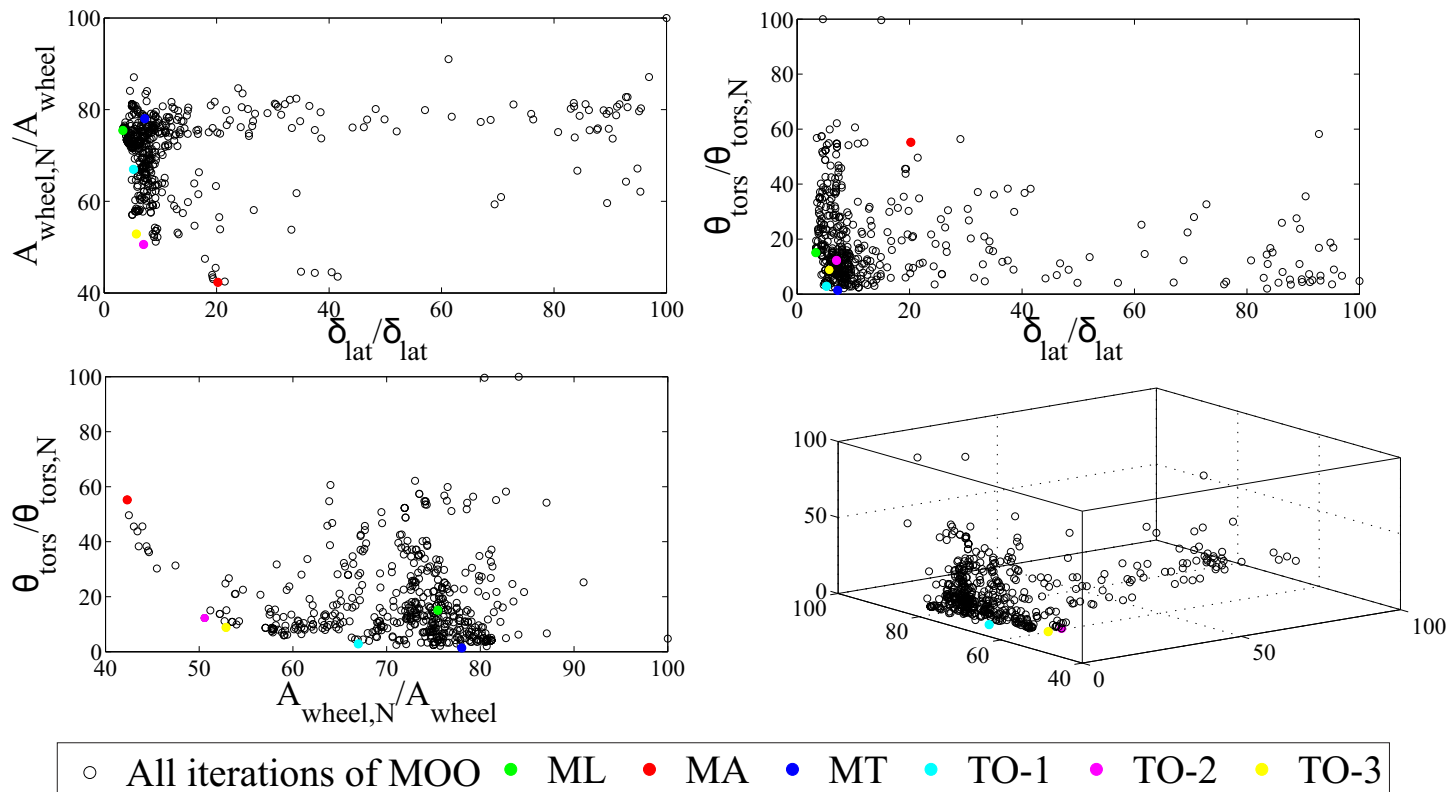 100
80
60
40
0 20 40 60 80 100
A_wheel,N/A_wheel
δ_lat/δ_lat
100
80
60
40
20
0
0 20 40 60 80 100
θ_tors/θ_tors,N
δ_lat/δ_lat
100
80
60
40
20
0
40 50 60 70 80 90 100
θ_tors/θ_tors,N
A_wheel,N/A_wheel
100
50
0
100
80
60
40
0
50
100
All iterations of MOO ML MA MT TO-1 TO-2 TO-3